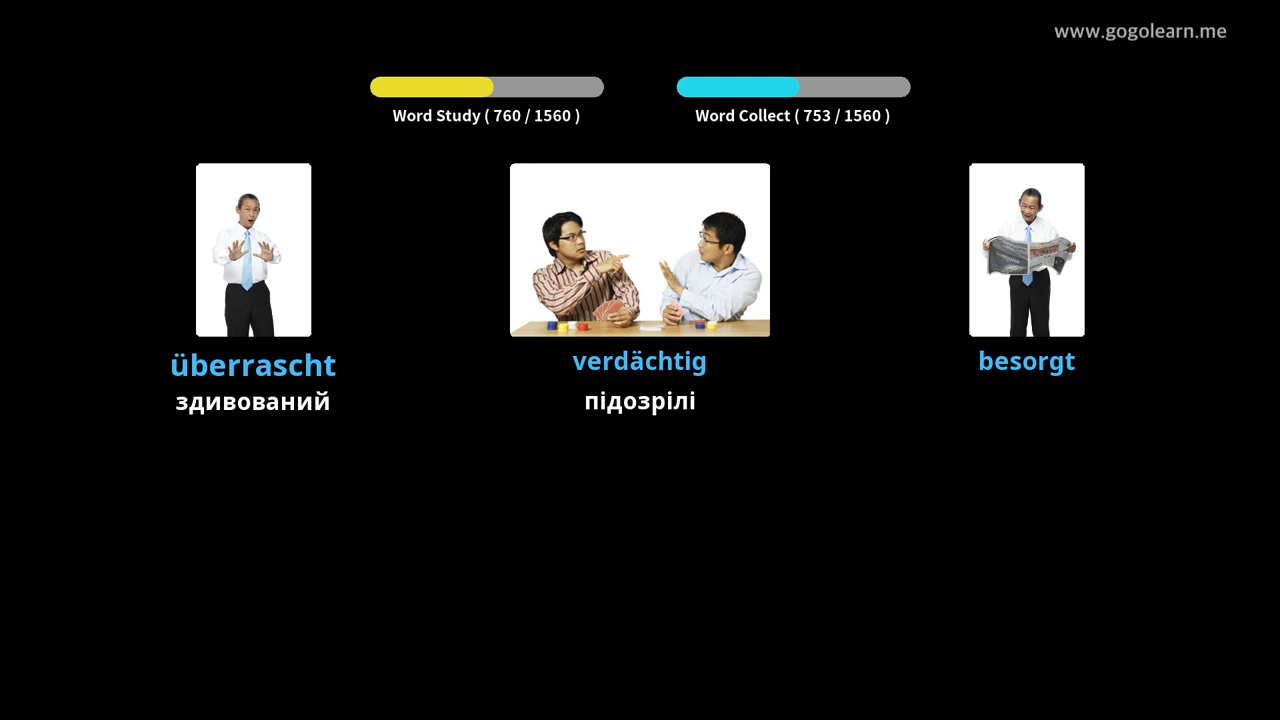 www.gogolearn.me
Word Study ( 760 / 1560 )
Word Collect ( 753 / 1560 )
überrascht
здивований
verdächtig
підозрілі
besorgt